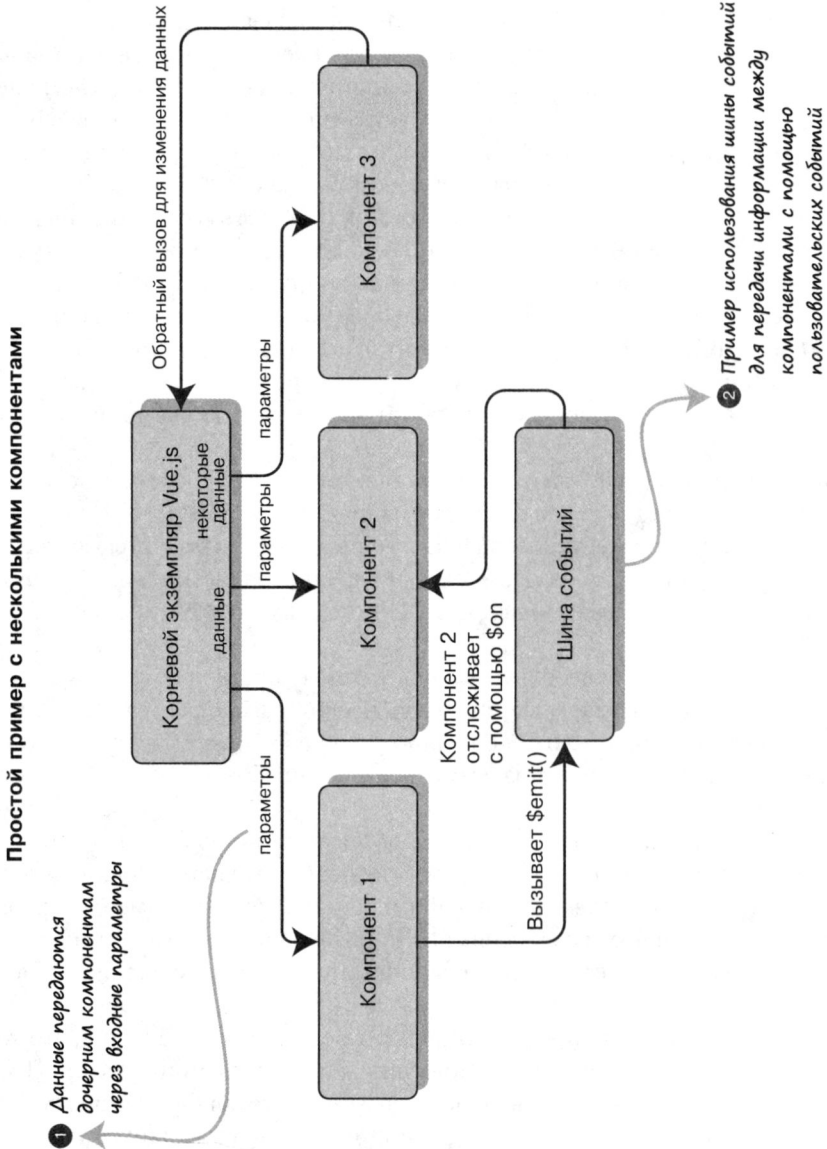 Простой пример с несколькими компонентами
1 Данные передаются
дочерним компонентам
через входные параметры
Корневой экземпляр Vue.js
данные
некоторые
данные
Обратный вызов для изменения данных
параметры
параметры
параметры
Компонент 1
Компонент 2
Компонент 3
Вызывает $emit()
Компонент 2
отслеживает
с помощью $on
Шина событий
2 Пример использования шины событий
для передачи информации между
компонентами с помощью
пользовательских событий